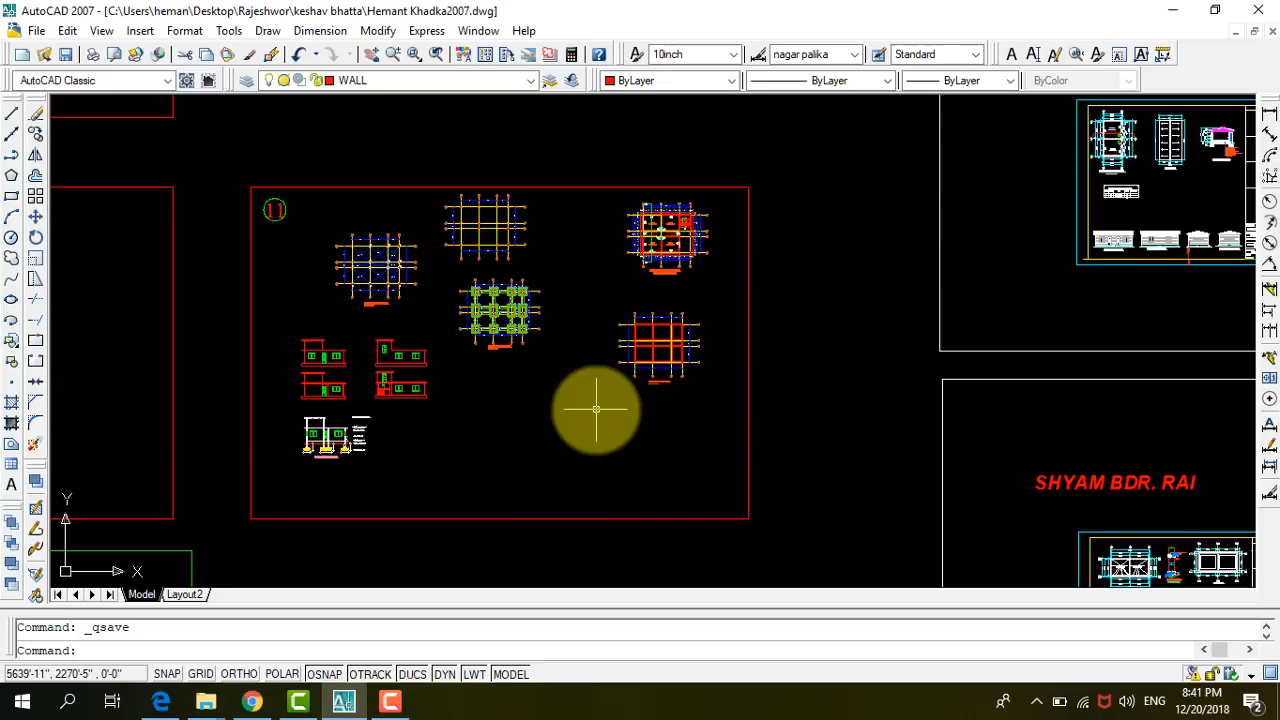 AutoCAD 2007 - [C:\Users\heman\Desktop\Rajeshwor\keshav bhatta\Hemant Khadka2007.dwg]
File Edit View Insert Format Tools Draw Dimension Modify Express Window Help
10inch nagar palika Standard
AutoCAD Classic WALL ByLayer ByLayer ByLayer ByColor
11
SHYAM BDR. RAI
Y
X
Model Layout2
Command: _qsave
Command:
5639'-11", 2270'-5" , 0'-0" SNAP GRID ORTHO POLAR OSNAP OTRACK DUCS DYN LWT MODEL
ENG 8:41 PM
12/20/2018
2